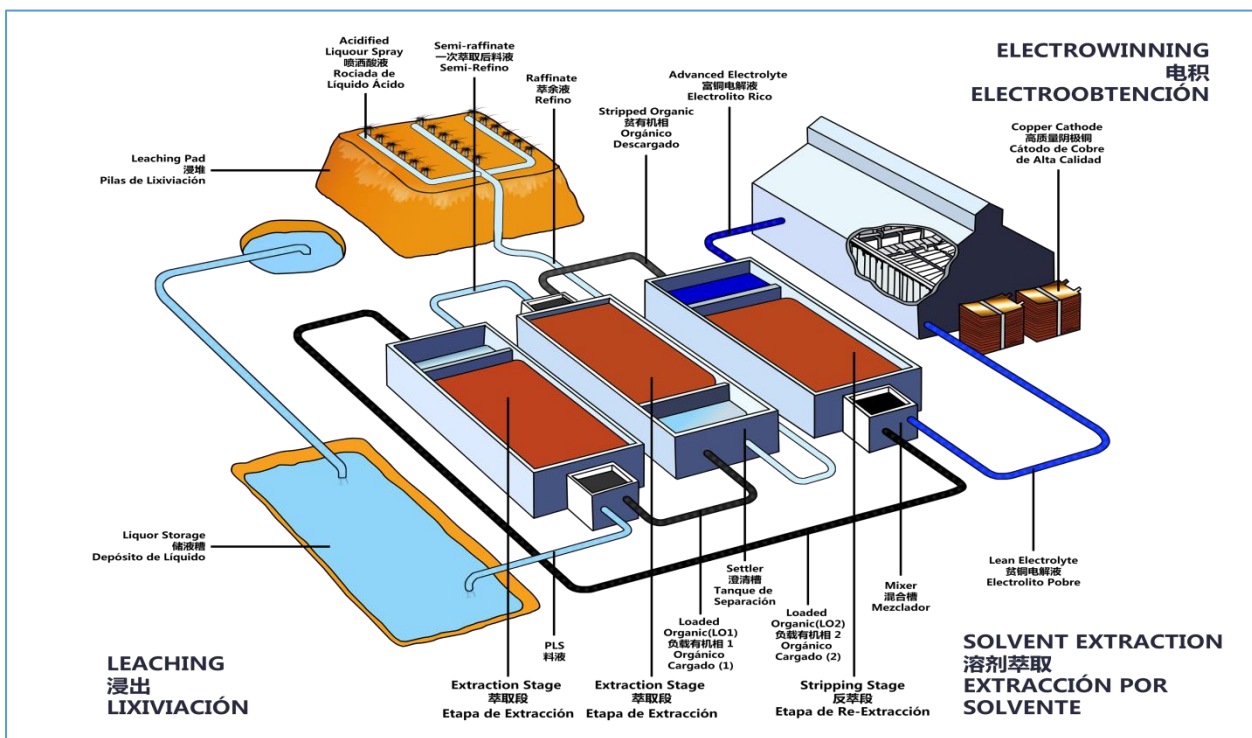 Acidified
Liquour Spray
喷洒酸液
Rociada de
Líquido Ácido
Semi-raffinate
一次萃取后料液
Semi-Refino
Raffinate
萃余液
Refino
Advanced Electrolyte
富铜电解液
Electrolito Rico
Stripped Organic
贫有机相
Orgánico
Descargado
ELECTROWINNING
电积
ELECTROOBTENCIÓN
Copper Cathode
高质量阴极铜
Cátodo de Cobre
de Alta Calidad
Leaching Pad
浸堆
Pilas de Lixiviación
Liquor Storage
储液槽
Depósito de Líquido
PLS
料液
Loaded
Organic(LO1)
负载有机相 1
Orgánico
Cargado (1)
Settler
澄清槽
Tanque de
Separación
Loaded
Organic(LO2)
负载有机相 2
Orgánico
Cargado (2)
Mixer
混合槽
Mezclador
Lean Electrolyte
贫铜电解液
Electrolito Pobre
LEACHING
浸出
LIXIVIACIÓN
Extraction Stage
萃取段
Etapa de Extracción
Extraction Stage
萃取段
Etapa de Extracción
Stripping Stage
反萃段
Etapa de Re-Extracción
SOLVENT EXTRACTION
溶剂萃取
EXTRACCIÓN POR
SOLVENTE